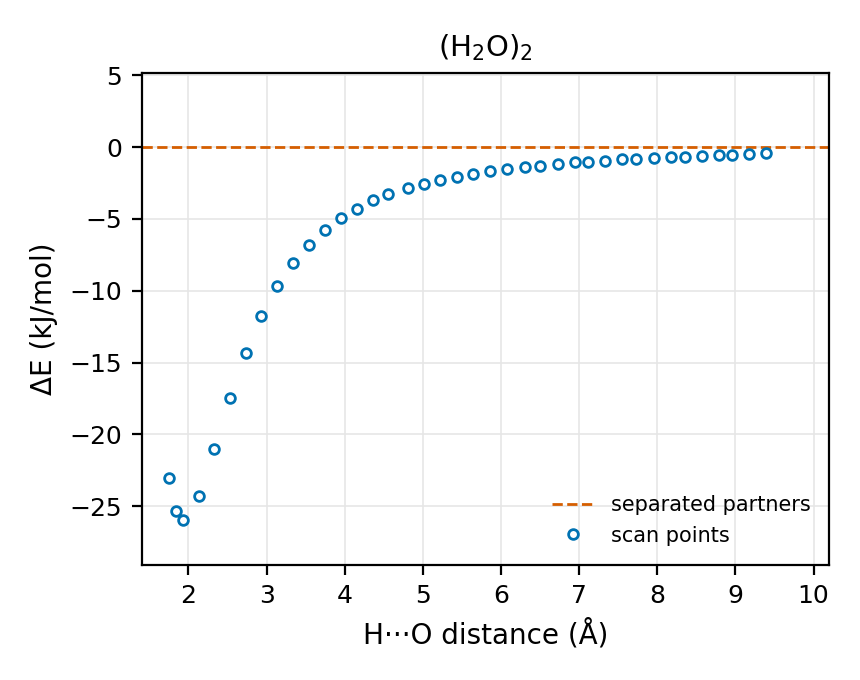 (H₂O)₂
ΔE (kJ/mol)
5
0
−5
−10
−15
−20
−25
separated partners
scan points
2 3 4 5 6 7 8 9 10
H···O distance (Å)